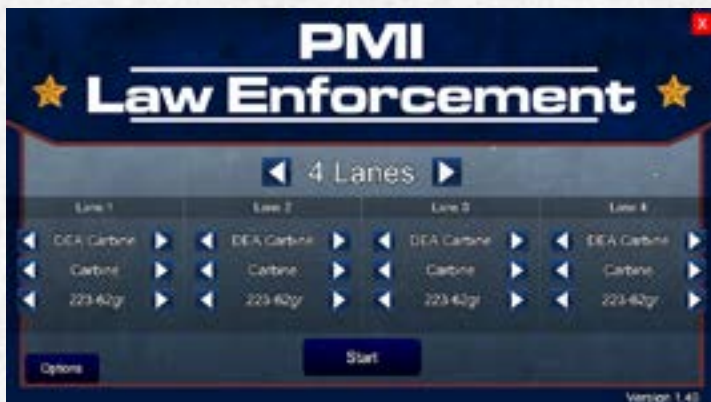 PMI
X
Law Enforcement
4 Lanes
Lane 1 Lane 2 Lane 3 Lane 4
DEA Carbine DEA Carbine DEA Carbine DEA Carbine
Carbine Carbine Carbine Carbine
223-62gr 223-62gr 223-62gr 223-62gr
Start
Options
Version 1.40